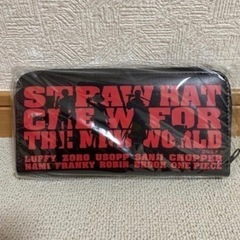 STRAW HAT
CREW FOR
THE NEW WORLD
LUFFY ZORO USOPP SANJI CHOPPER
NAMI FRANKY ROBIN BROOK ONE PIECE